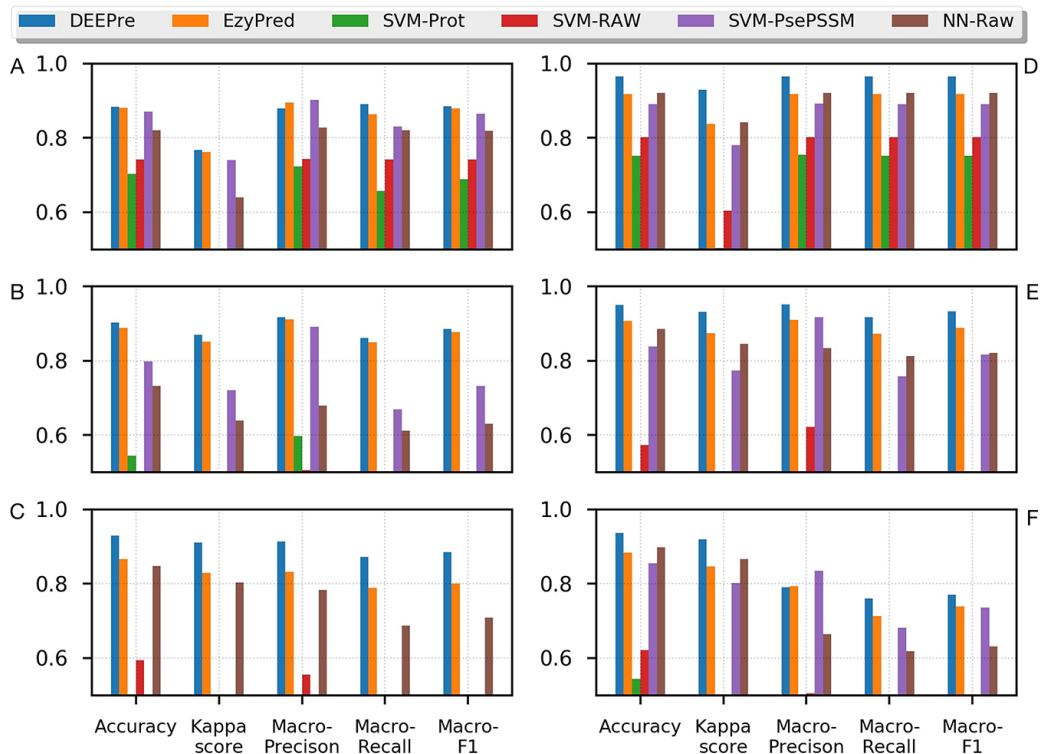 DEEPre EzyPred SVM-Prot SVM-RAW SVM-PsePSSM NN-Raw
A 1.0 0.8 0.6
1.0 0.8 0.6 D
B 1.0 0.8 0.6
1.0 0.8 0.6 E
C 1.0 0.8 0.6
1.0 0.8 0.6 F
Accuracy Kappa Macro- Macro- Macro- Accuracy Kappa Macro- Macro- Macro-
score Precison Recall F1 score Precison Recall F1